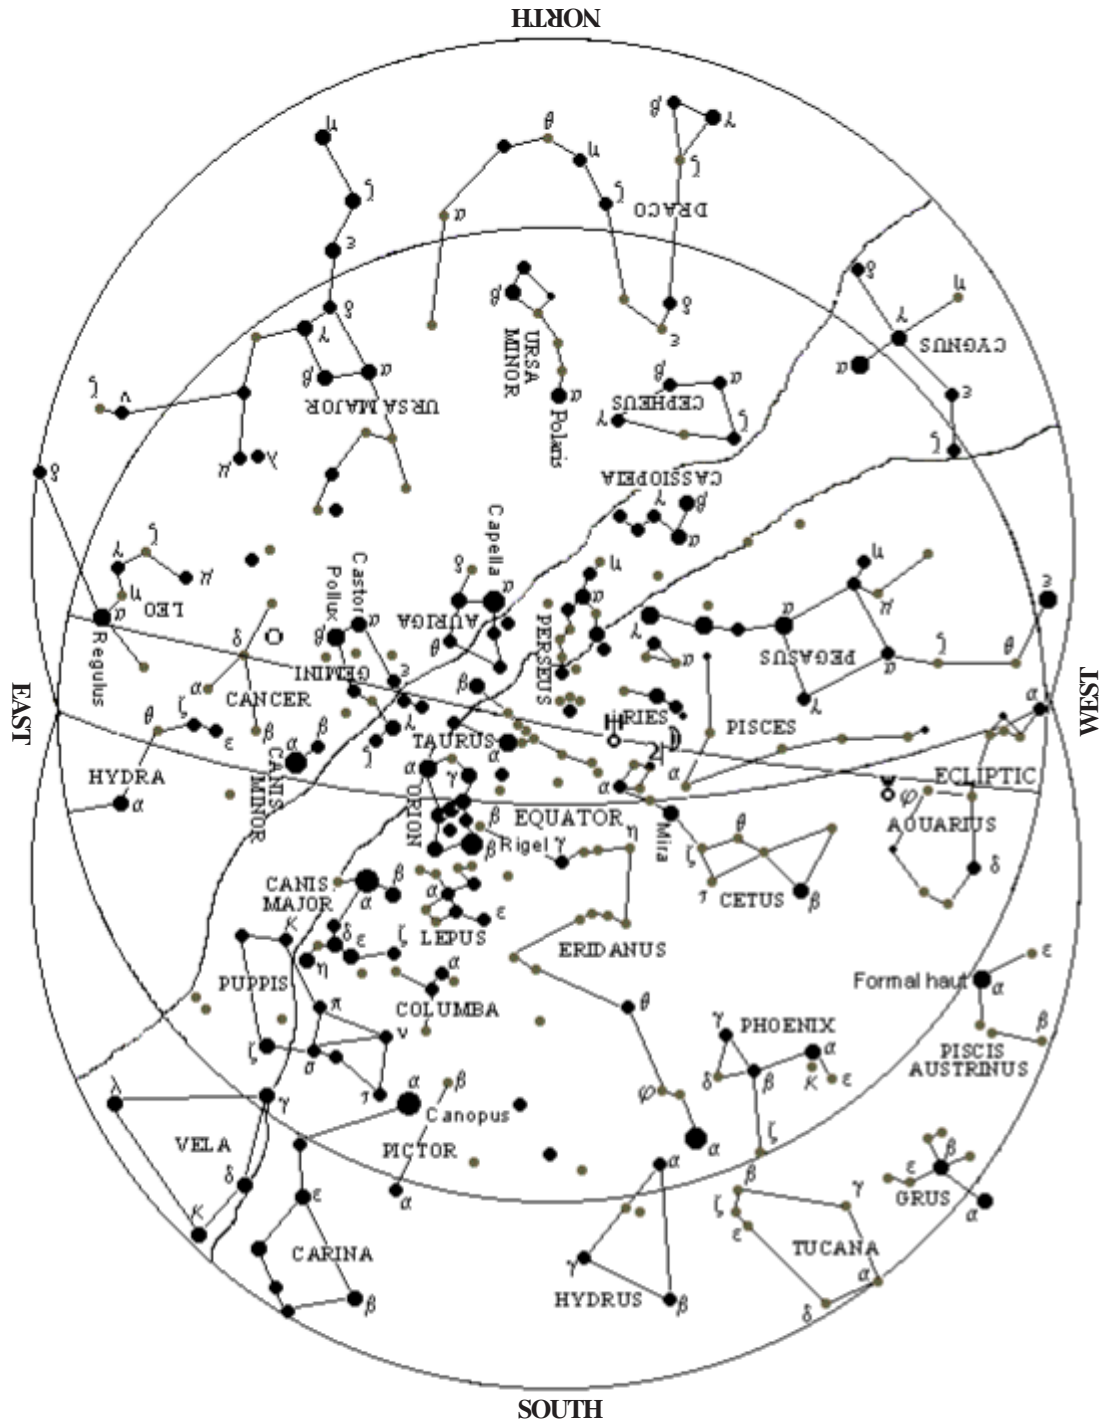 NORTH
η
β
γ
θ
η
ζ
ζ
ζ
α
DRACO
ε
δ
η
β
δ
γ
δ
URSA MINOR
γ
ε
CYGNUS
α
β
α
β
α
α
ε
ζ
ν
URSA MAJOR
Polaris
CEPHEUS
γ
ζ
ζ
μ
λ
δ
CASSIOPEIA
γ
β
α
Capella
ζ
γ
μ
η
LEO
α
Regulus
Castor
Pollux
α
β
δ
α
AURIGA
θ
η
α
PERSEUS
γ
α
α
η
μ
α
PEGASUS
ζ
θ
ε
γ
δ
GEMINI
ε
β
CANCER
α
β
γ
ζ
EAST
WEST
θ
ζ
ε
HYDRA
α
α
β
CANIS MINOR
TAURUS
α
RIES
PISCES
α
α
α
ECLIPTIC
ORION
α
γ
β
β
EQUATOR
Rigel
γ
η
Mira
φ
AQUARIUS
δ
ζ
θ
τ
CETUS
β
CANIS MAJOR
β
α
α
ε
LEPUS
κ
δ
ε
ζ
η
PUPPIS
ERIDANUS
α
COLUMBA
θ
Formal haut
ε
α
β
PISCIS AUSTRINUS
π
ν
ζ
σ
τ
γ
PHOENIX
α
δ
β
κ
ε
λ
γ
α
β
Canopus
φ
α
ζ
VELA
δ
κ
PICTOR
α
α
β
ζ
ε
γ
β
ε
GRUS
α
ε
CARINA
β
γ
HYDRUS
β
TUCANA
α
δ
SOUTH